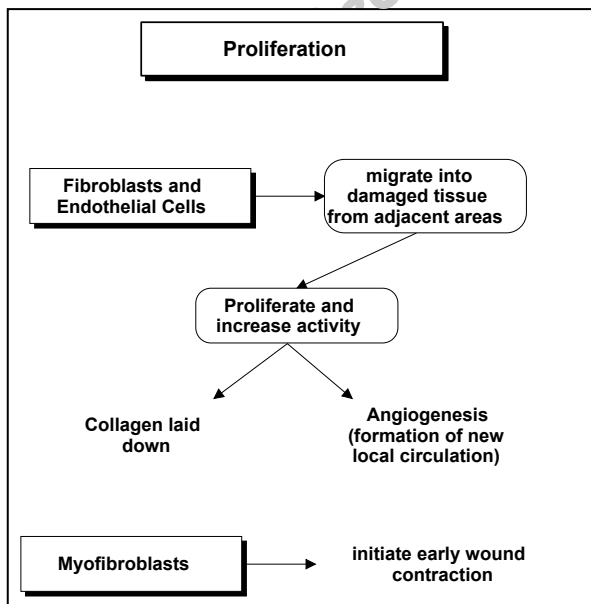 Proliferation
Fibroblasts and
Endothelial Cells
migrate into
damaged tissue
from adjacent areas
Proliferate and
increase activity
Collagen laid
down
Angiogenesis
(formation of new
local circulation)
Myofibroblasts
initiate early wound
contraction